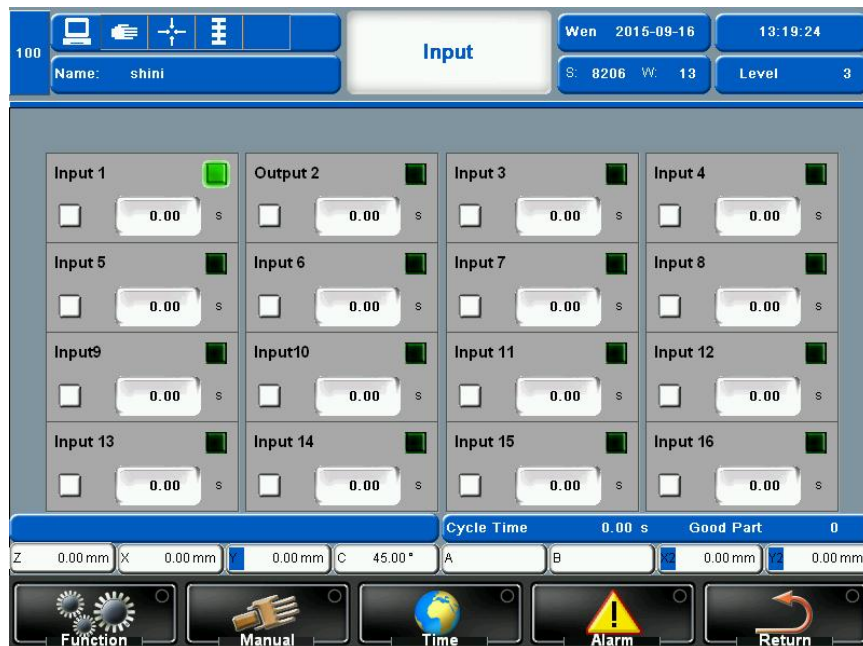 100
Input
Wen 2015-09-16
13:19:24
Name: shini
S: 8206 W: 13
Level 3
Input 1
Output 2
Input 3
Input 4
0.00 s
0.00 s
0.00 s
0.00 s
Input 5
Input 6
Input 7
Input 8
0.00 s
0.00 s
0.00 s
0.00 s
Input9
Input10
Input 11
Input 12
0.00 s
0.00 s
0.00 s
0.00 s
Input 13
Input 14
Input 15
Input 16
0.00 s
0.00 s
0.00 s
0.00 s
Cycle Time 0.00 s Good Part 0
Z 0.00 mm X 0.00 mm Y 0.00 mm C 45.00 ° A B X2 0.00 mm Y2 0.00 mm
Function
Manual
Time
Alarm
Return